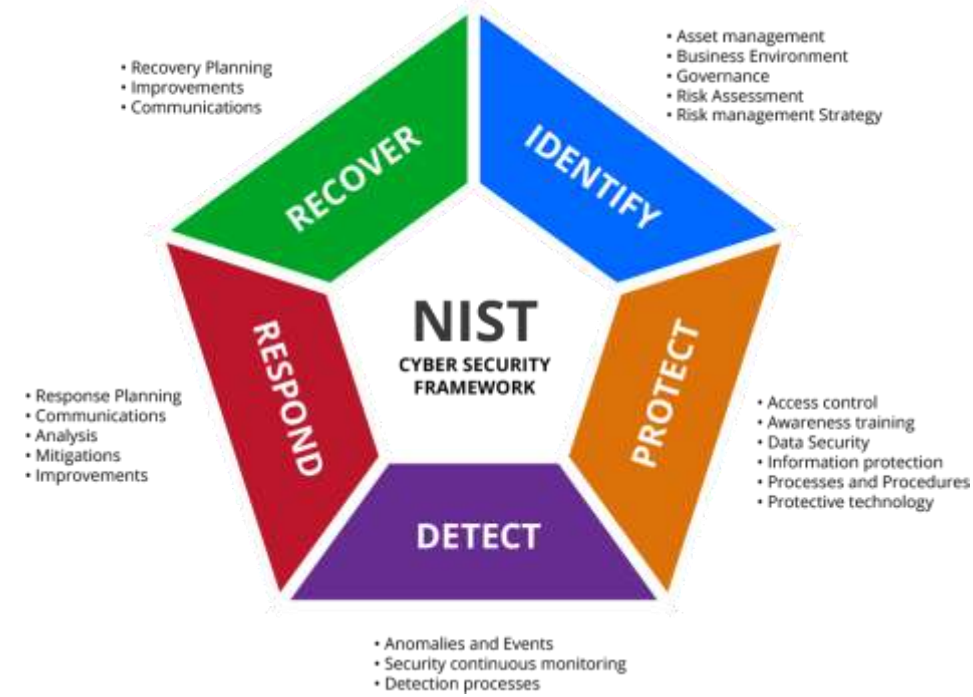 • Recovery Planning
• Improvements
• Communications
• Asset management
• Business Environment
• Governance
• Risk Assessment
• Risk management Strategy
RECOVER
IDENTIFY
NIST
CYBER SECURITY
FRAMEWORK
RESPOND
PROTECT
• Response Planning
• Communications
• Analysis
• Mitigations
• Improvements
• Access control
• Awareness training
• Data Security
• Information protection
• Processes and Procedures
• Protective technology
DETECT
• Anomalies and Events
• Security continuous monitoring
• Detection processes